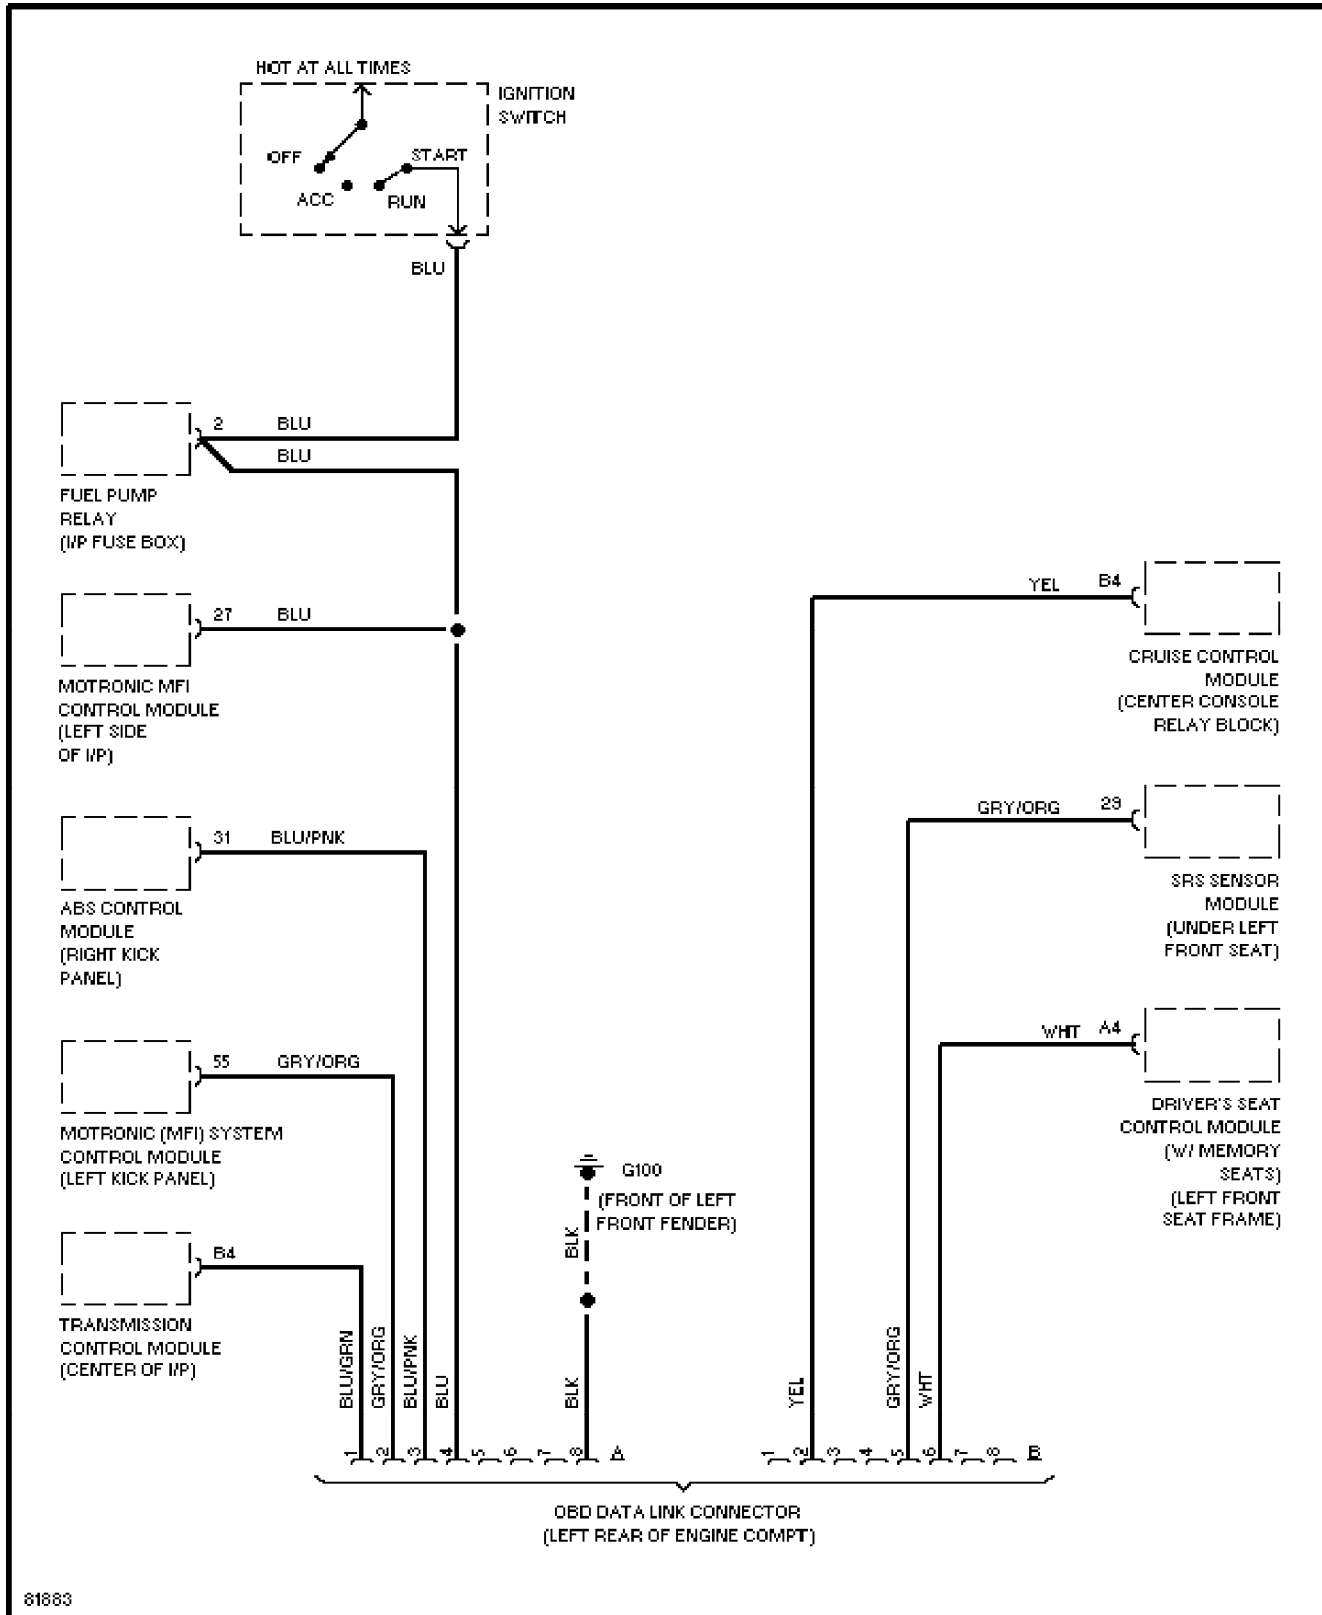 HOT AT ALL TIMES
IGNITION
SWITCH
OFF
START
ACC
RUN
BLU
2 BLU
BLU
FUEL PUMP
RELAY
(I/P FUSE BOX)
27 BLU
MOTRONIC MFI
CONTROL MODULE
(LEFT SIDE
OF I/P)
31 BLU/PNK
ABS CONTROL
MODULE
(RIGHT KICK
PANEL)
55 GRY/ORG
MOTRONIC (MFI) SYSTEM
CONTROL MODULE
(LEFT KICK PANEL)
B4
TRANSMISSION
CONTROL MODULE
(CENTER OF I/P)
YEL B4
CRUISE CONTROL
MODULE
(CENTER CONSOLE
RELAY BLOCK)
GRY/ORG 29
SRS SENSOR
MODULE
(UNDER LEFT
FRONT SEAT)
WHT A4
DRIVER'S SEAT
CONTROL MODULE
(W/ MEMORY
SEATS)
(LEFT FRONT
SEAT FRAME)
G100
(FRONT OF LEFT
FRONT FENDER)
BLK
BLU/GRN
GRY/ORG
BLU/PNK
BLU
BLK
YEL
GRY/ORG
WHT
1 2 3 4 5 6 7 8 A
1 2 3 4 5 6 7 8 B
OBD DATA LINK CONNECTOR
(LEFT REAR OF ENGINE COMPT)
81883